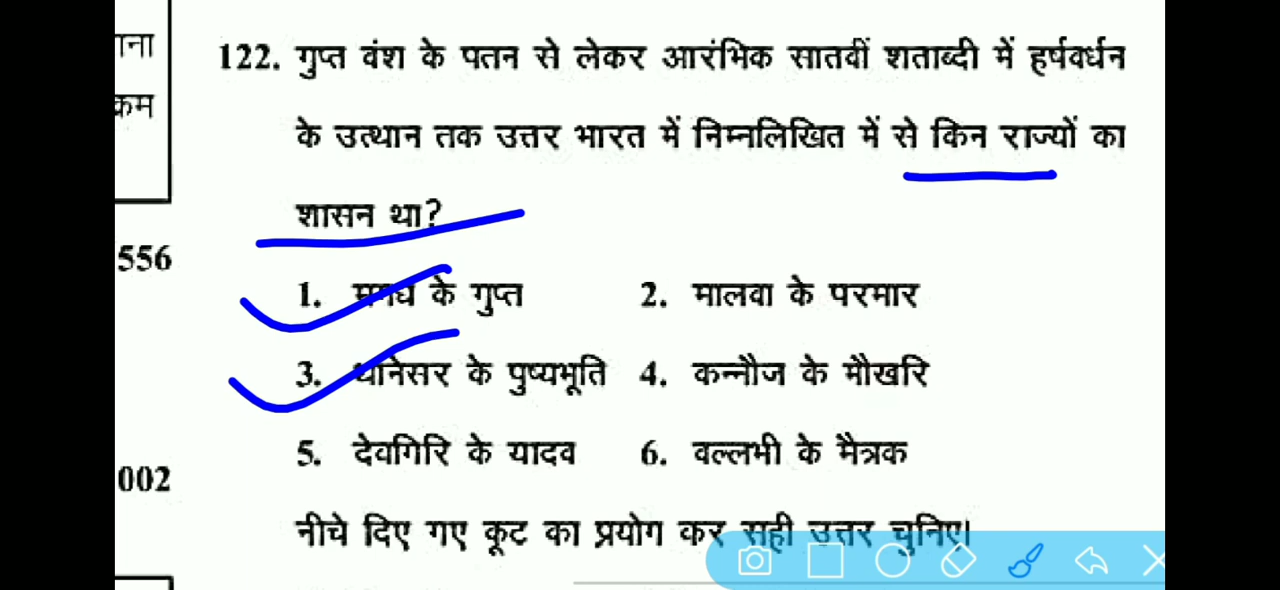 गाना
क्रम
556
002
122. गुप्त वंश के पतन से लेकर आरंभिक सातवीं शताब्दी में हर्षवर्धन
के उत्थान तक उत्तर भारत में निम्नलिखित में से किन राज्यों का
शासन था?
1. मगध के गुप्त 2. मालवा के परमार
3. थानेसर के पुष्यभूति 4. कन्नौज के मौखरि
5. देवगिरि के यादव 6. वल्लभी के मैत्रक
नीचे दिए गए कूट का प्रयोग कर सही उत्तर चुनिए।